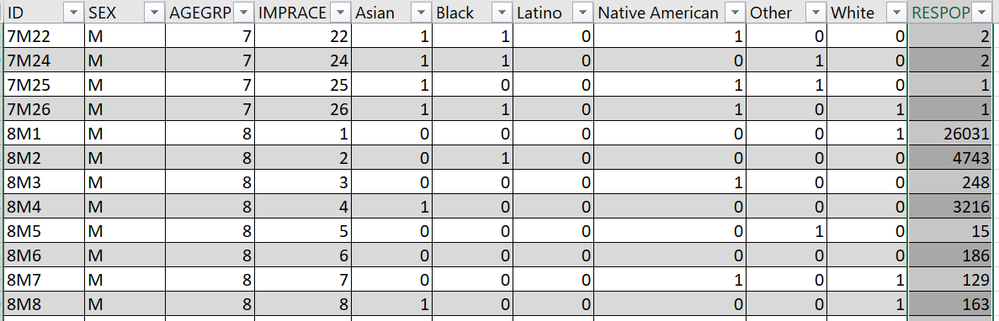 ID SEX AGEGRP IMPRACE Asian Black Latino Native American Other White RESPOP
7M22 M 7 22 1 1 0 1 0 0 2
7M24 M 7 24 1 1 0 0 1 0 2
7M25 M 7 25 1 0 0 1 1 0 1
7M26 M 7 26 1 1 0 1 0 1 1
8M1 M 8 1 0 0 0 0 0 1 26031
8M2 M 8 2 0 1 0 0 0 0 4743
8M3 M 8 3 0 0 0 1 0 0 248
8M4 M 8 4 1 0 0 0 0 0 3216
8M5 M 8 5 0 0 0 0 1 0 15
8M6 M 8 6 0 0 0 0 0 0 186
8M7 M 8 7 0 0 0 1 0 1 129
8M8 M 8 8 1 0 0 0 0 1 163